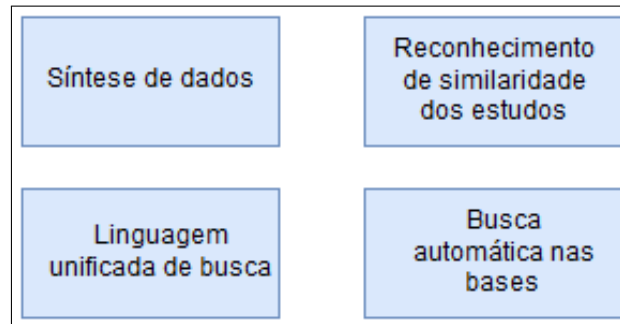 Síntese de dados
Reconhecimento
de similaridade
dos estudos
Linguagem
unificada de busca
Busca
automática nas
bases